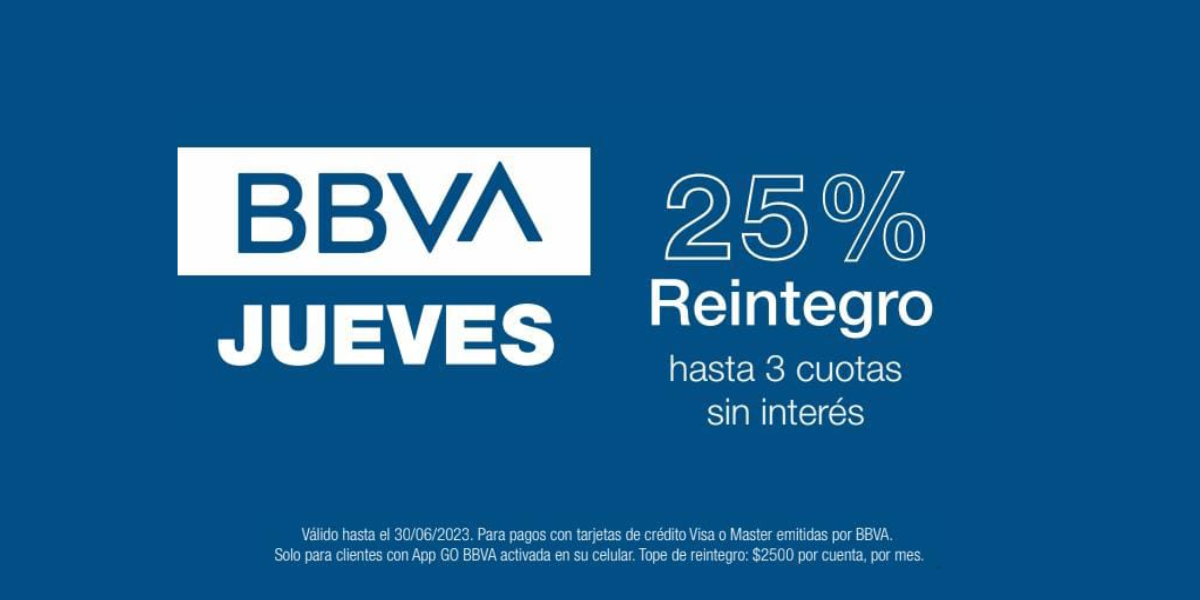 BBVA
JUEVES
25%
Reintegro
hasta 3 cuotas
sin interés
Válido hasta el 30/06/2023. Para pagos con tarjetas de crédito Visa o Master emitidas por BBVA.
Solo para clientes con App GO BBVA activada en su celular. Tope de reintegro: $2500 por cuenta, por mes.